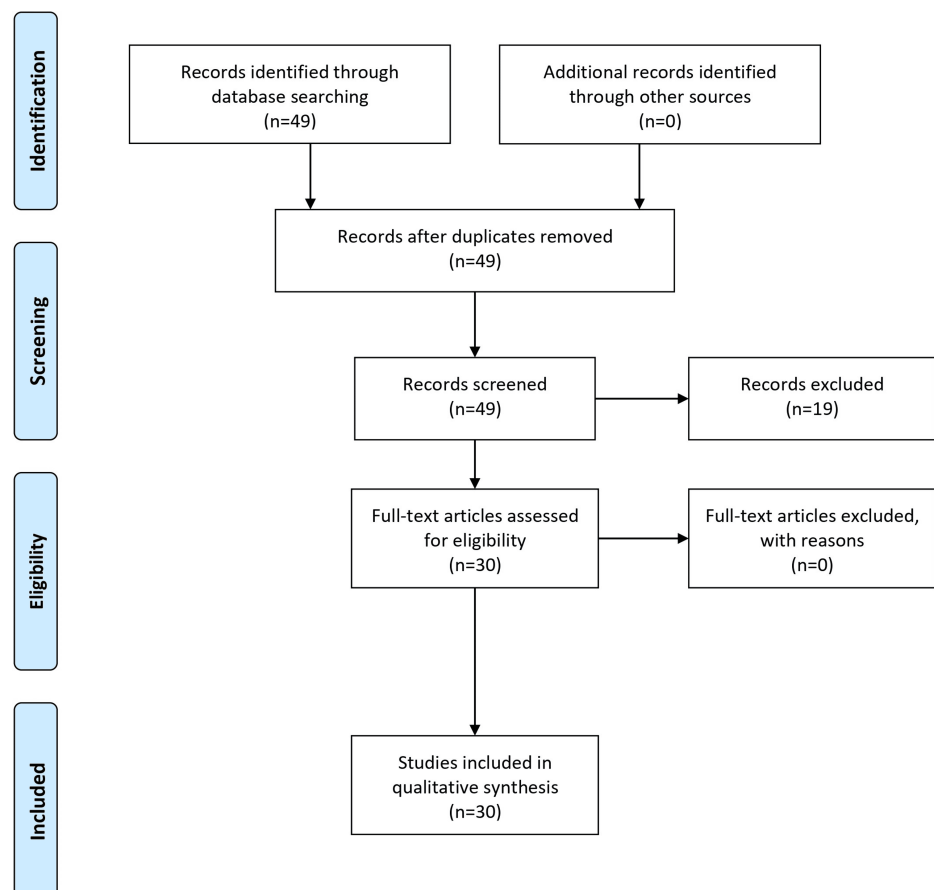 Identification
Records identified through
database searching
(n=49)
Additional records identified
through other sources
(n=0)
Records after duplicates removed
(n=49)
Screening
Records screened
(n=49)
Records excluded
(n=19)
Eligibility
Full-text articles assessed
for eligibility
(n=30)
Full-text articles excluded,
with reasons
(n=0)
Included
Studies included in
qualitative synthesis
(n=30)